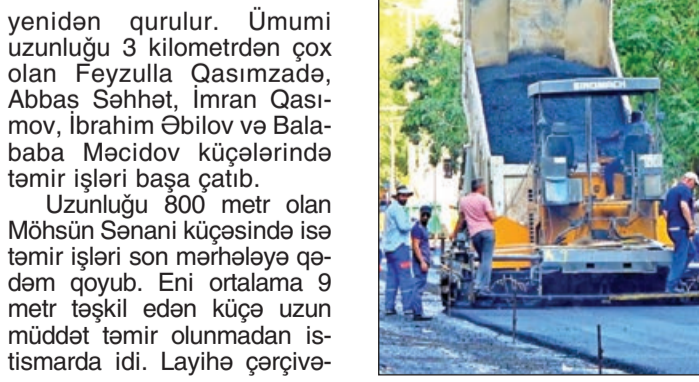 yenidən qurulur. Ümumi
uzunluğu 3 kilometrdən çox
olan Feyzulla Qasımzadə,
Abbas Səhhət, İmran Qası-
mov, İbrahim Əbilov və Bala-
baba Məcidov küçələrində
təmir işləri başa çatıb.
Uzunluğu 800 metr olan
Möhsün Sənani küçəsində isə
təmir işləri son mərhələyə qə-
dəm qoyub. Eni ortalama 9
metr təşkil edən küçə uzun
müddət təmir olunmadan is-
tismarda idi. Layihə çərçivə-
SINOMACH